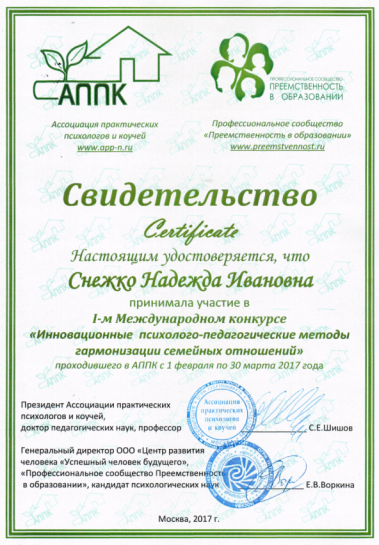 АППК
ПРОФЕССИОНАЛЬНОЕ СООБЩЕСТВО
ПРЕЕМСТВЕННОСТЬ
В ОБРАЗОВАНИИ
Ассоциация практических
психологов и коучей
www.app-n.ru
Профессиональное сообщество
«Преемственность в образовании»
www.preemstvennost.ru
Свидетельство
Certificate
Настоящим удостоверяется, что
Снежко Надежда Ивановна
принимала участие в
I-м Международном конкурсе
«Инновационные психолого-педагогические методы
гармонизации семейных отношений»
проходившего в АППК с 1 февраля по 30 марта 2017 года
Президент Ассоциации практических
психологов и коучей,
доктор педагогических наук, профессор
С.Е.Шишов
Ассоциация
практических
психологов
и коучей
Генеральный директор ООО «Центр развития
человека «Успешный человек будущего»,
«Профессиональное сообщество Преемственность
в образовании», кандидат психологических наук
Е.В.Воркина
Москва, 2017 г.